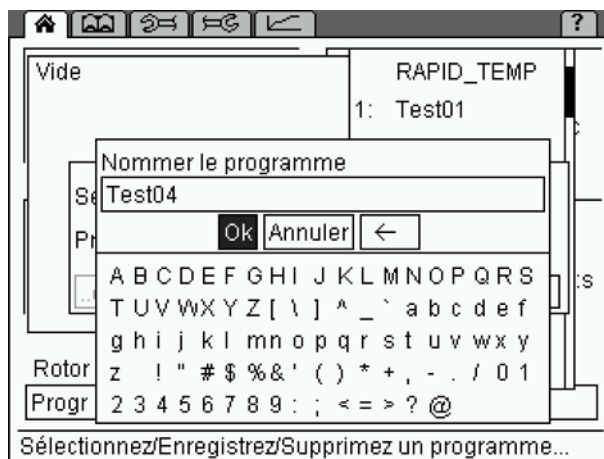 ?
Vide
RAPID_TEMP
1: Test01
Nommer le programme
Test04
Ok Annuler ←
A B C D E F G H I J K L M N O P Q R S
T U V W X Y Z [ \ ] ^ _ ` a b c d e f
g h i j k l m n o p q r s t u v w x y
z ! " # $ % & ' ( ) * + , - . / 0 1
2 3 4 5 6 7 8 9 : ; < = > ? @
Rotor
Progr
Sélectionnez/Enregistrez/Supprimez un programme...